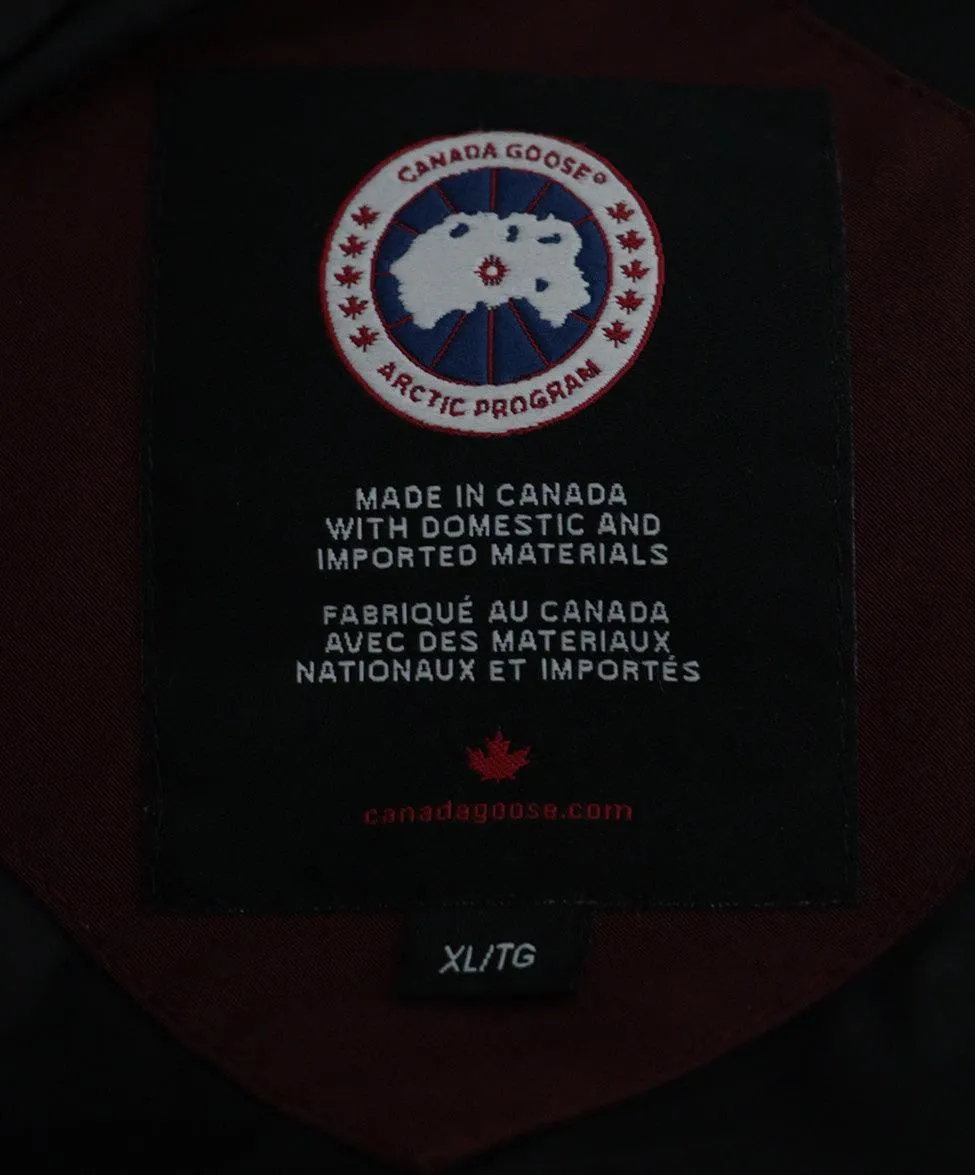 CANADA GOOSE®
ARCTIC PROGRAM
MADE IN CANADA
WITH DOMESTIC AND
IMPORTED MATERIALS
FABRIQUÉ AU CANADA
AVEC DES MATERIAUX
NATIONAUX ET IMPORTÉS
canadagoose.com
XL/TG